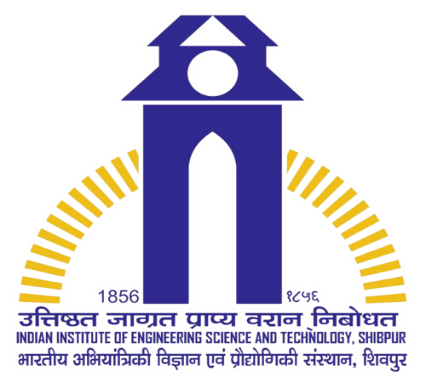 1856 १८५६
उत्तिष्ठत जाग्रत प्राप्य वरान निबोधत
INDIAN INSTITUTE OF ENGINEERING SCIENCE AND TECHNOLOGY, SHIBPUR
भारतीय अभियांत्रिकी विज्ञान एवं प्रौद्योगिकी संस्थान, शिवपुर